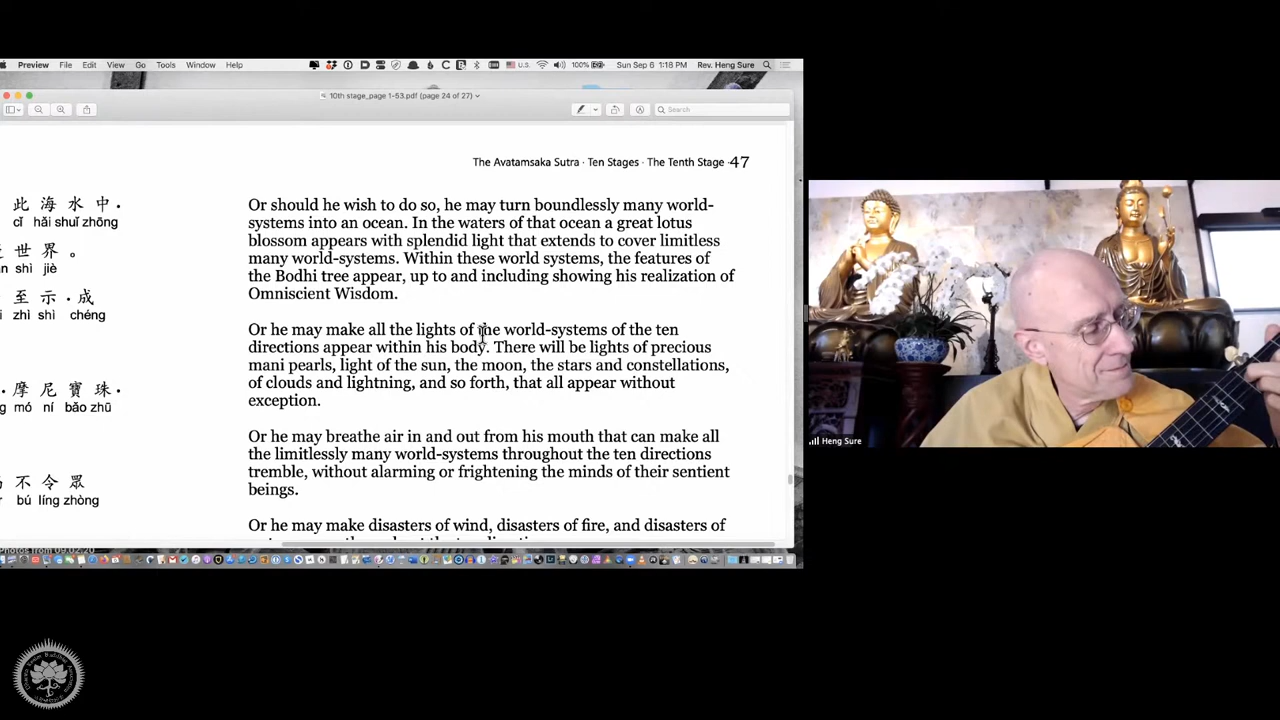 Preview File Edit View Go Tools Window Help U.S. 100% Sun Sep 6 1:18 PM Rev. Heng Sure
10th stage_page 1-53.pdf (page 24 of 27)
Search
The Avatamsaka Sutra · Ten Stages · The Tenth Stage ·47
此 海 水 中 .
cǐ hǎi shuǐ zhōng
世 界 。
shì jiè
至 示 . 成
zhì shì chéng
. 摩 尼 寶 珠 .
mó ní bǎo zhū
不 令 眾
bú lìng zhòng
Or should he wish to do so, he may turn boundlessly many world-
systems into an ocean. In the waters of that ocean a great lotus
blossom appears with splendid light that extends to cover limitless
many world-systems. Within these world systems, the features of
the Bodhi tree appear, up to and including showing his realization of
Omniscient Wisdom.
Or he may make all the lights of the world-systems of the ten
directions appear within his body. There will be lights of precious
mani pearls, light of the sun, the moon, the stars and constellations,
of clouds and lightning, and so forth, that all appear without
exception.
Or he may breathe air in and out from his mouth that can make all
the limitlessly many world-systems throughout the ten directions
tremble, without alarming or frightening the minds of their sentient
beings.
Or he may make disasters of wind, disasters of fire, and disasters of
Photos from 09.02.20
Heng Sure